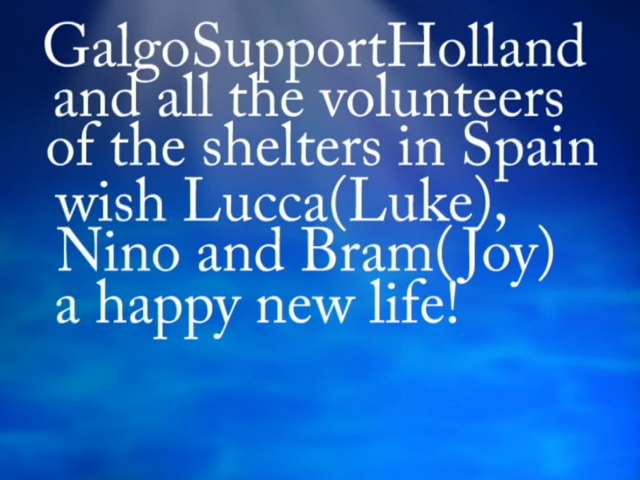 GalgoSupportHolland
and all the volunteers
of the shelters in Spain
wish Lucca(Luke),
Nino and Bram(Joy)
a happy new life!